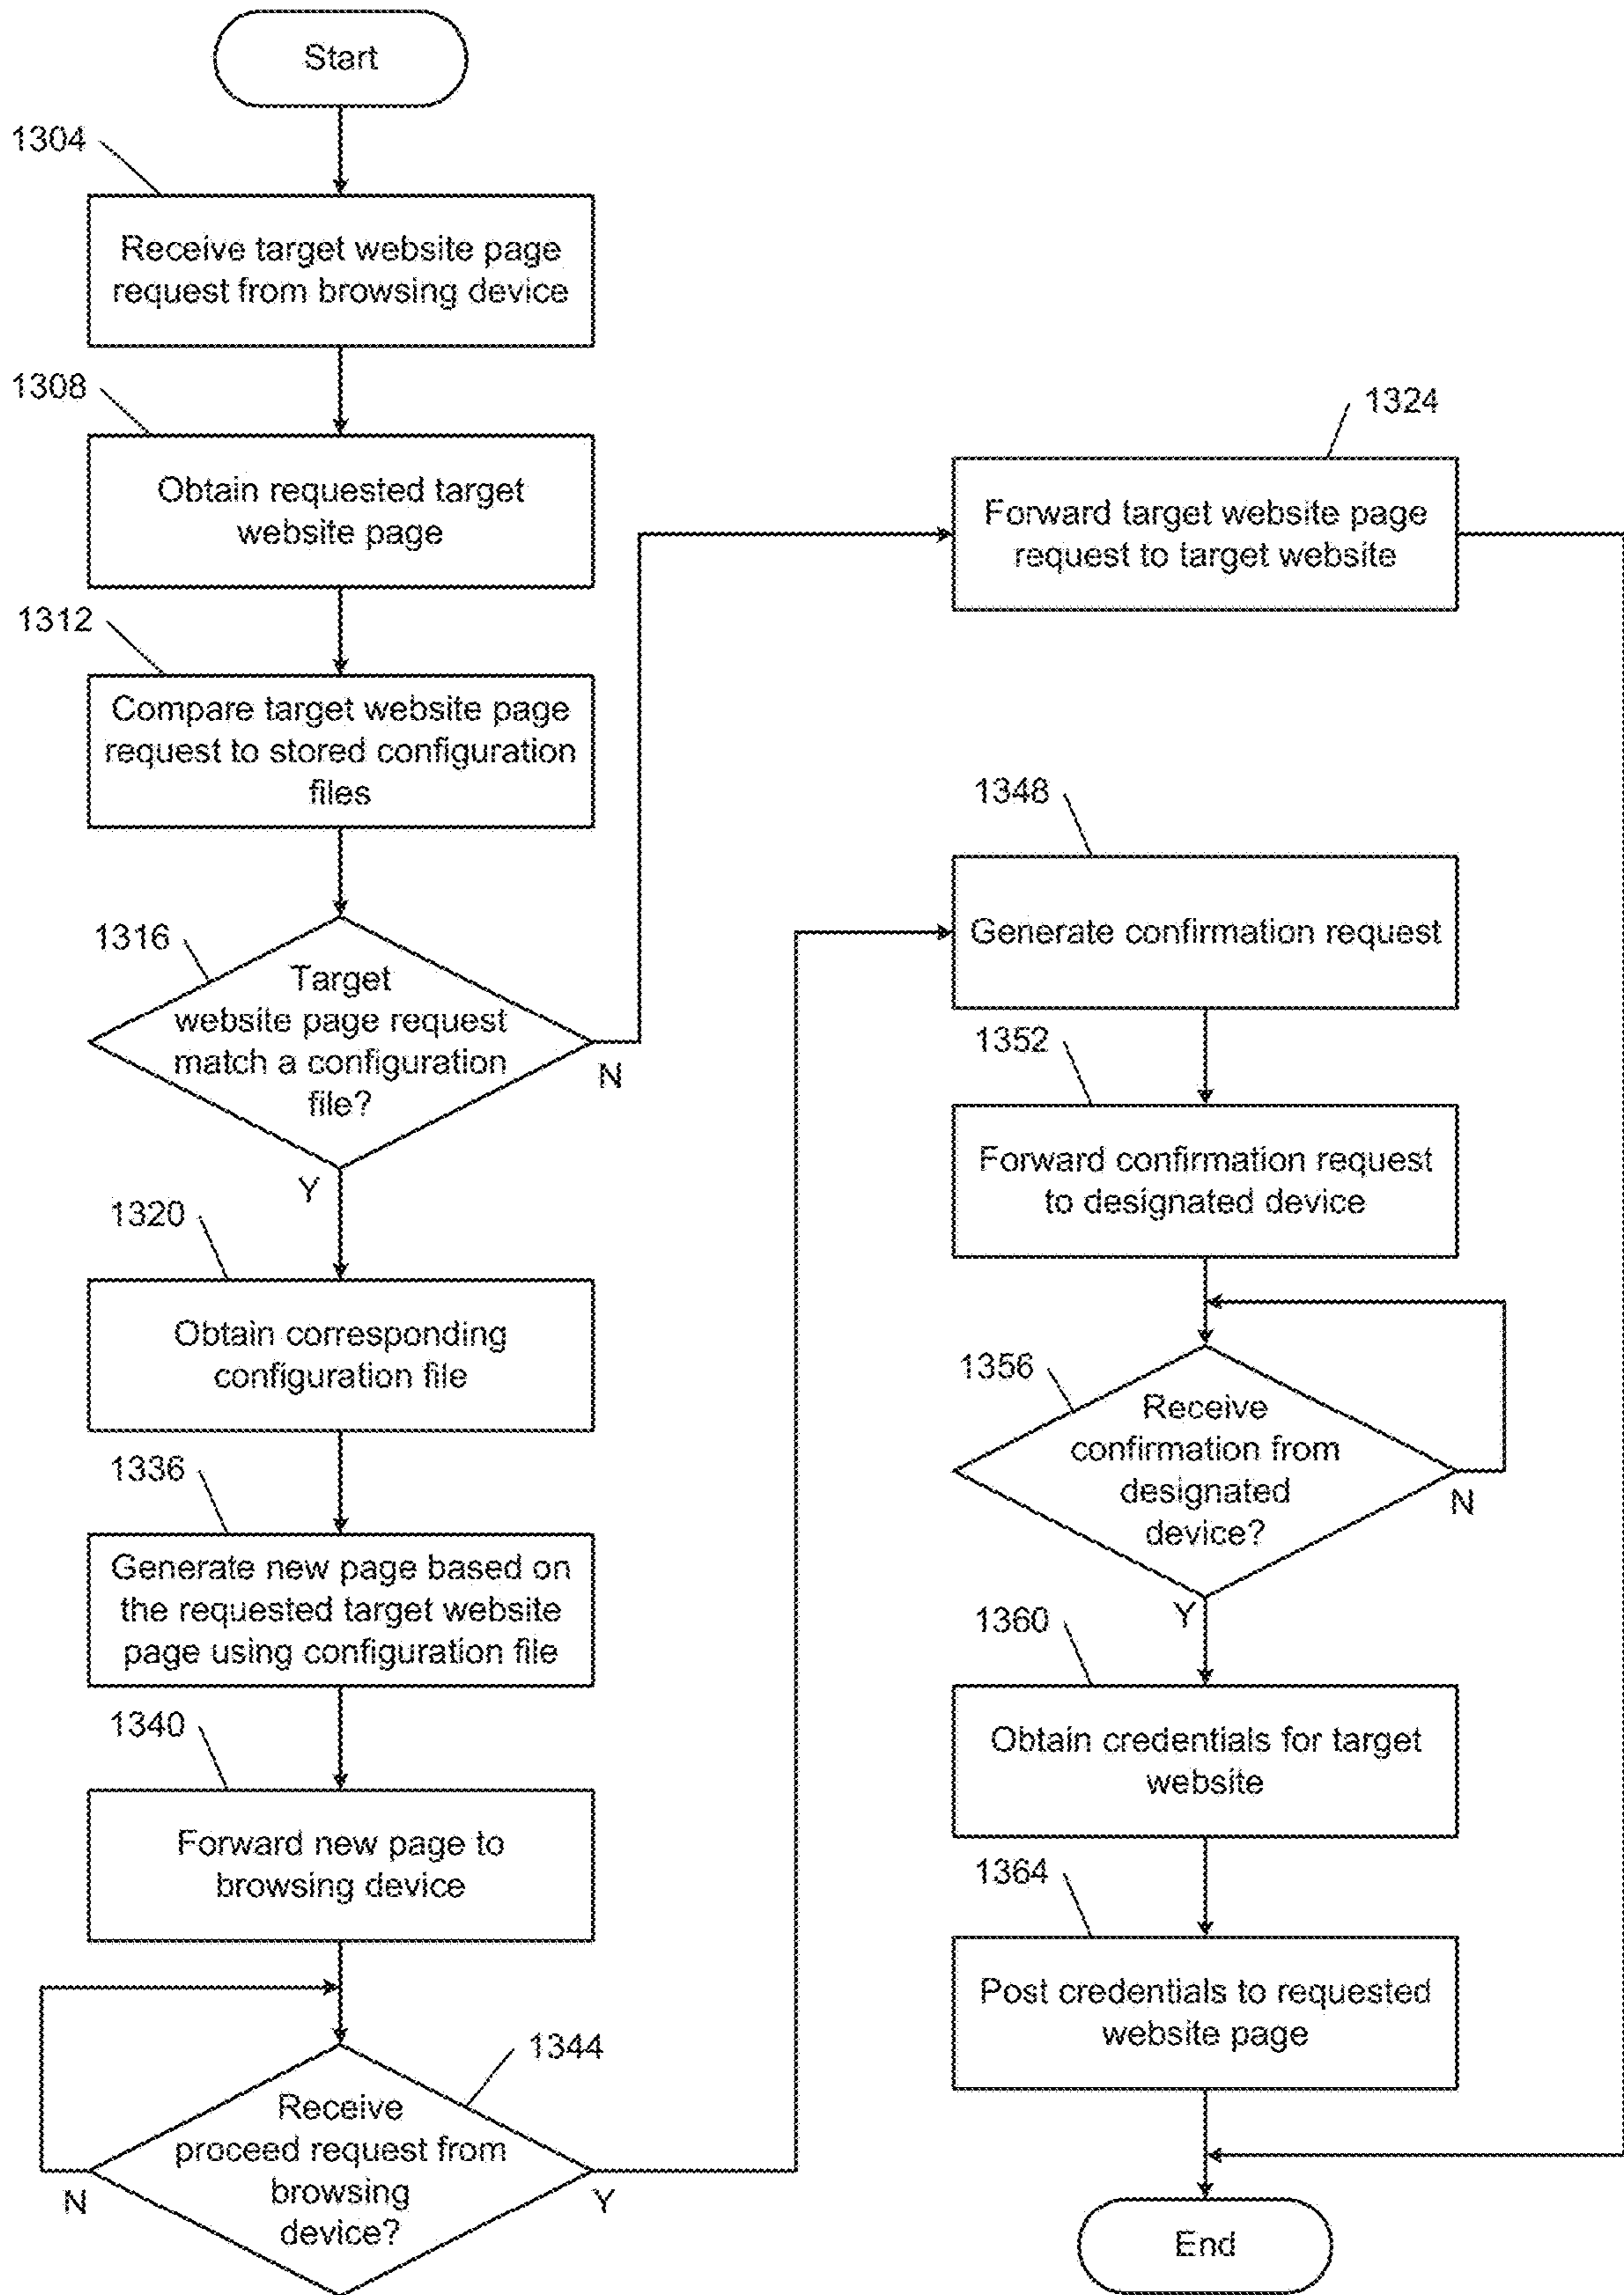 Start
1304
Receive target website page
request from browsing device
1308
Obtain requested target
website page
1312
Compare target website page
request to stored configuration
files
1316
Target
website page request
match a configuration
file?
N
Y
1320
Obtain corresponding
configuration file
1336
Generate new page based on
the requested target website
page using configuration file
1340
Forward new page to
browsing device
1344
Receive
proceed request from
browsing
device?
N
Y
1324
Forward target website page
request to target website
1348
Generate confirmation request
1352
Forward confirmation request
to designated device
1356
Receive
confirmation from
designated
device?
N
Y
1360
Obtain credentials for target
website
1364
Post credentials to requested
website page
End